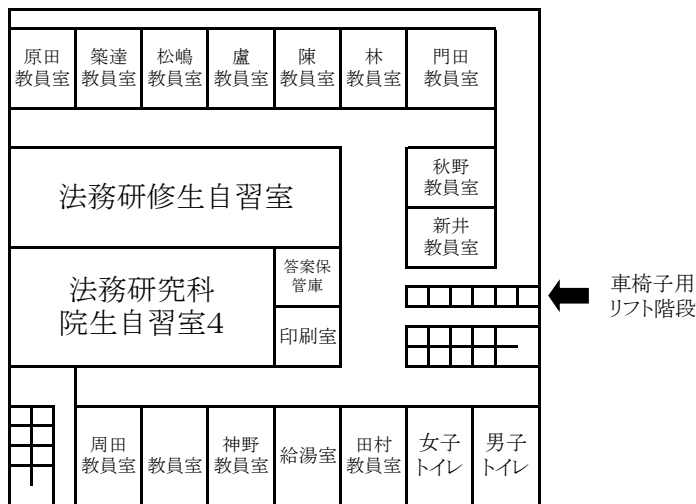 原田
教員室
築達
教員室
松嶋
教員室
盧
教員室
陳
教員室
林
教員室
門田
教員室
法務研修生自習室
秋野
教員室
新井
教員室
法務研究科
院生自習室4
答案保
管庫
印刷室
車椅子用
リフト階段
周田
教員室
教員室
神野
教員室
給湯室
田村
教員室
女子
トイレ
男子
トイレ